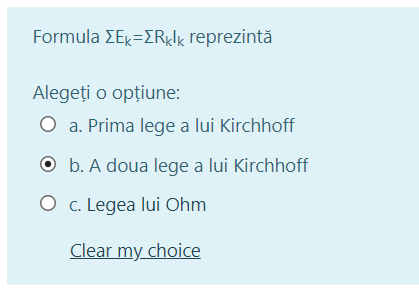 Formula ΣEk=ΣRkIk reprezintă
Alegeți o opțiune:
a. Prima lege a lui Kirchhoff
b. A doua lege a lui Kirchhoff
c. Legea lui Ohm
Clear my choice